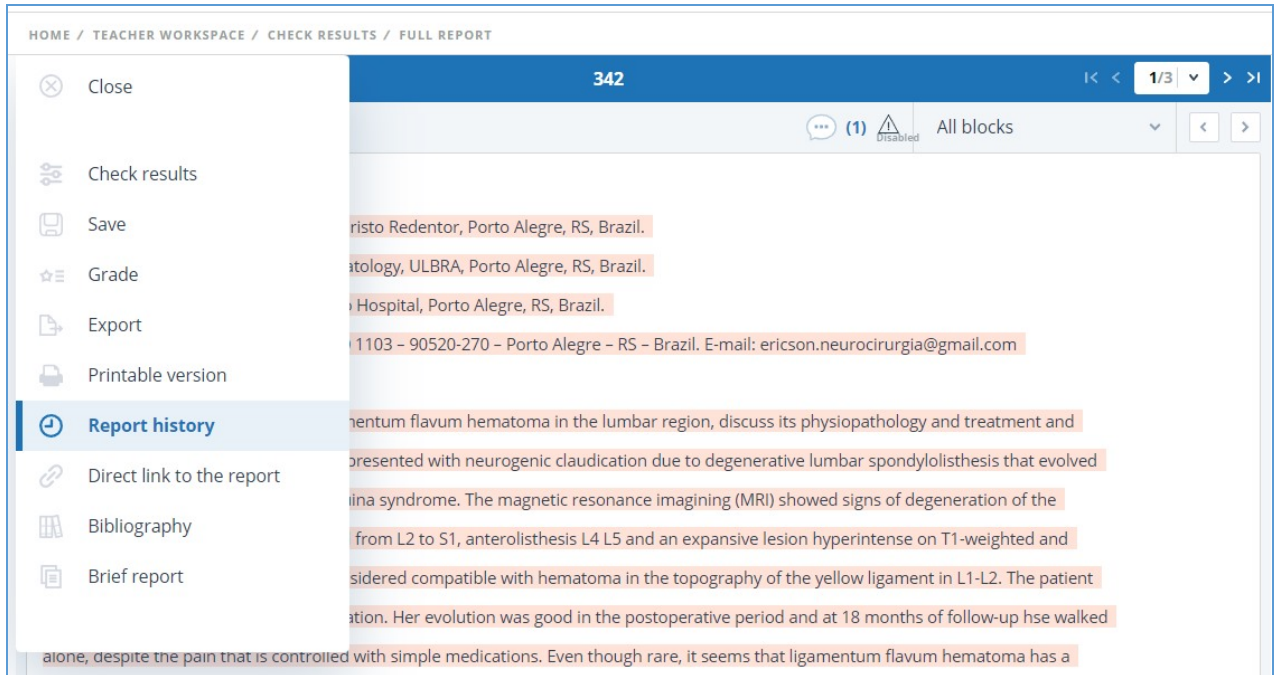 HOME / TEACHER WORKSPACE / CHECK RESULTS / FULL REPORT
342
1/3
(1)
Disabled
All blocks
Close
Check results
Save
Grade
Export
Printable version
Report history
Direct link to the report
Bibliography
Brief report
risto Redentor, Porto Alegre, RS, Brazil.
atology, ULBRA, Porto Alegre, RS, Brazil.
Hospital, Porto Alegre, RS, Brazil.
1103 – 90520-270 – Porto Alegre – RS – Brazil. E-mail: ericson.neurocirurgia@gmail.com
mentum flavum hematoma in the lumbar region, discuss its physiopathology and treatment and
presented with neurogenic claudication due to degenerative lumbar spondylolisthesis that evolved
ina syndrome. The magnetic resonance imagining (MRI) showed signs of degeneration of the
from L2 to S1, anterolisthesis L4 L5 and an expansive lesion hyperintense on T1-weighted and
sidered compatible with hematoma in the topography of the yellow ligament in L1-L2. The patient
ation. Her evolution was good in the postoperative period and at 18 months of follow-up hse walked
alone, despite the pain that is controlled with simple medications. Even though rare, it seems that ligamentum flavum hematoma has a